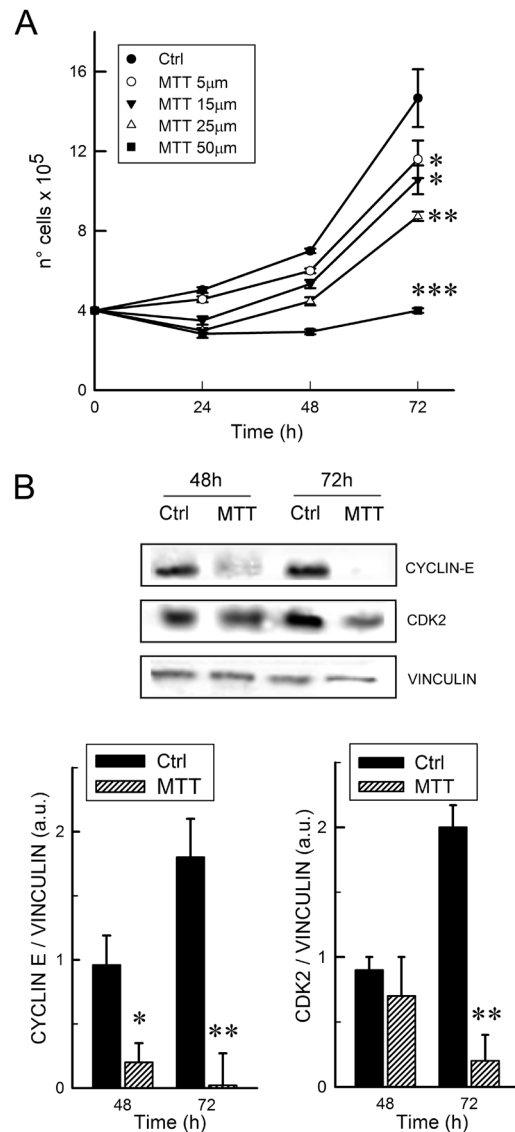 A
Ctrl
MTT 5μm
MTT 15μm
MTT 25μm
MTT 50μm
16
12
8
4
0
n° cells x 10⁵
*
*
**
***
0 24 48 72
Time (h)
B
48h 72h
Ctrl MTT Ctrl MTT
CYCLIN-E
CDK2
VINCULIN
Ctrl
MTT
CYCLIN E / VINCULIN (a.u.)
2
1
0
*
**
48 72
Time (h)
Ctrl
MTT
CDK2 / VINCULIN (a.u.)
2
1
0
**
48 72
Time (h)